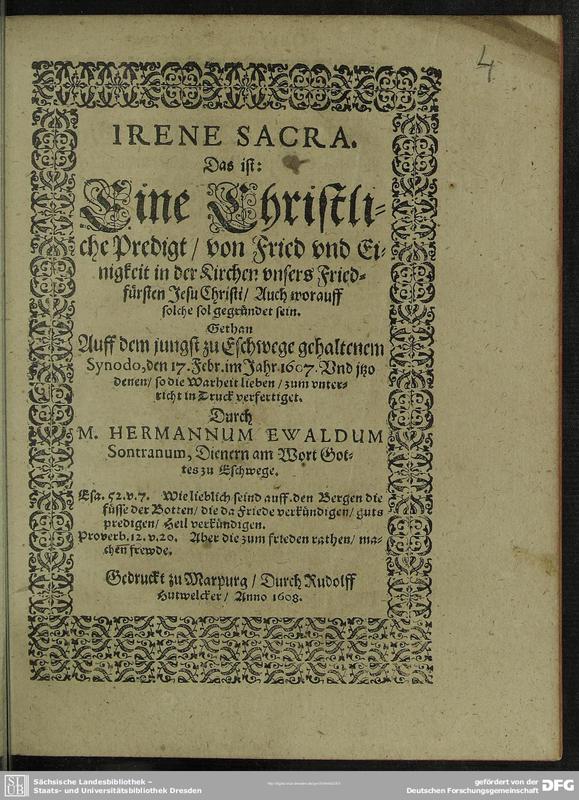 4
IRENE SACRA.
Das ist:
Eine Christli-
che Predigt / von Fried vnd Ei-
nigkeit in der Kirchen vnsers Fried-
fürsten Jesu Christi / Auch worauff
solche sol gegründet sein.
Gethan
Auff dem jungst zu Eschwege gehaltenem
Synodo, den 17. Febr. im Jahr 1607. Vnd jtzo
denen / so die Warheit lieben / zum vnter-
richt in Druck verfertiget.
Durch
M. HERMANNUM EWALDUM
Sontranum, Dienern am Wort Got-
tes zu Eschwege.
Esa. 52. v. 7. Wie lieblich seind auff den Bergen die
füsse der Botten / die da Friede verkündigen / guts
predigen / Heil verkündigen.
Proverb. 12. v. 20. Aber die zum frieden rathen / ma-
chen frewde.
Gedruckt zu Marpurg / Durch Rudolff
Hutwelcker / Anno 1608.
SLUB
Sächsische Landesbibliothek –
Staats- und Universitätsbibliothek Dresden
gefördert von der
Deutschen Forschungsgemeinschaft
DFG